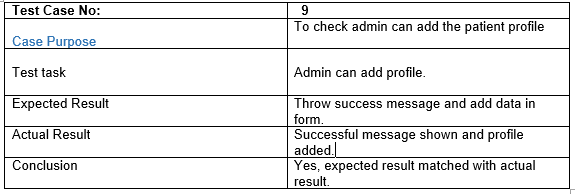 Test Case No: 9
To check admin can add the patient profile
Case Purpose
Test task Admin can add profile.
Expected Result Throw success message and add data in
form.
Actual Result Successful message shown and profile
added.
Conclusion Yes, expected result matched with actual
result.